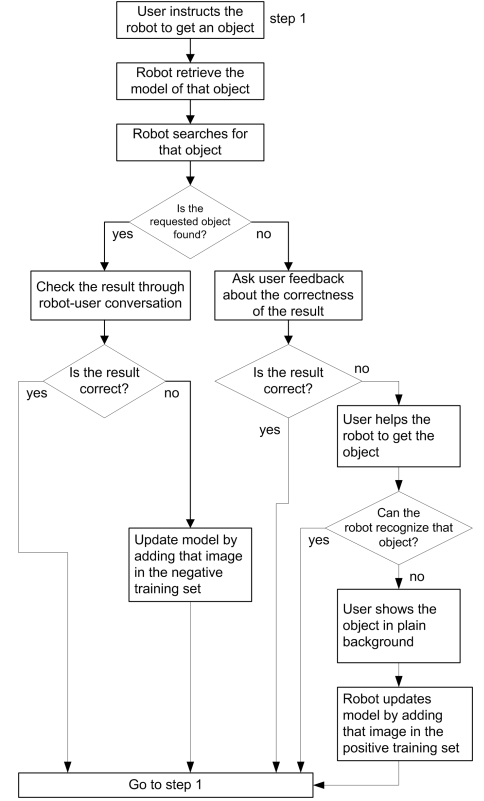 User instructs the
robot to get an object
step 1
Robot retrieve the
model of that object
Robot searches for
that object
Is the
requested object
found?
yes
no
Check the result through
robot-user conversation
Ask user feedback
about the correctness
of the result
Is the result
correct?
yes
no
Is the result
correct?
no
yes
User helps the
robot to get the
object
Update model by
adding that image
in the negative
training set
Can the
robot recognize that
object?
yes
no
User shows the
object in plain
background
Robot updates
model by adding
that image in the
positive training set
Go to step 1